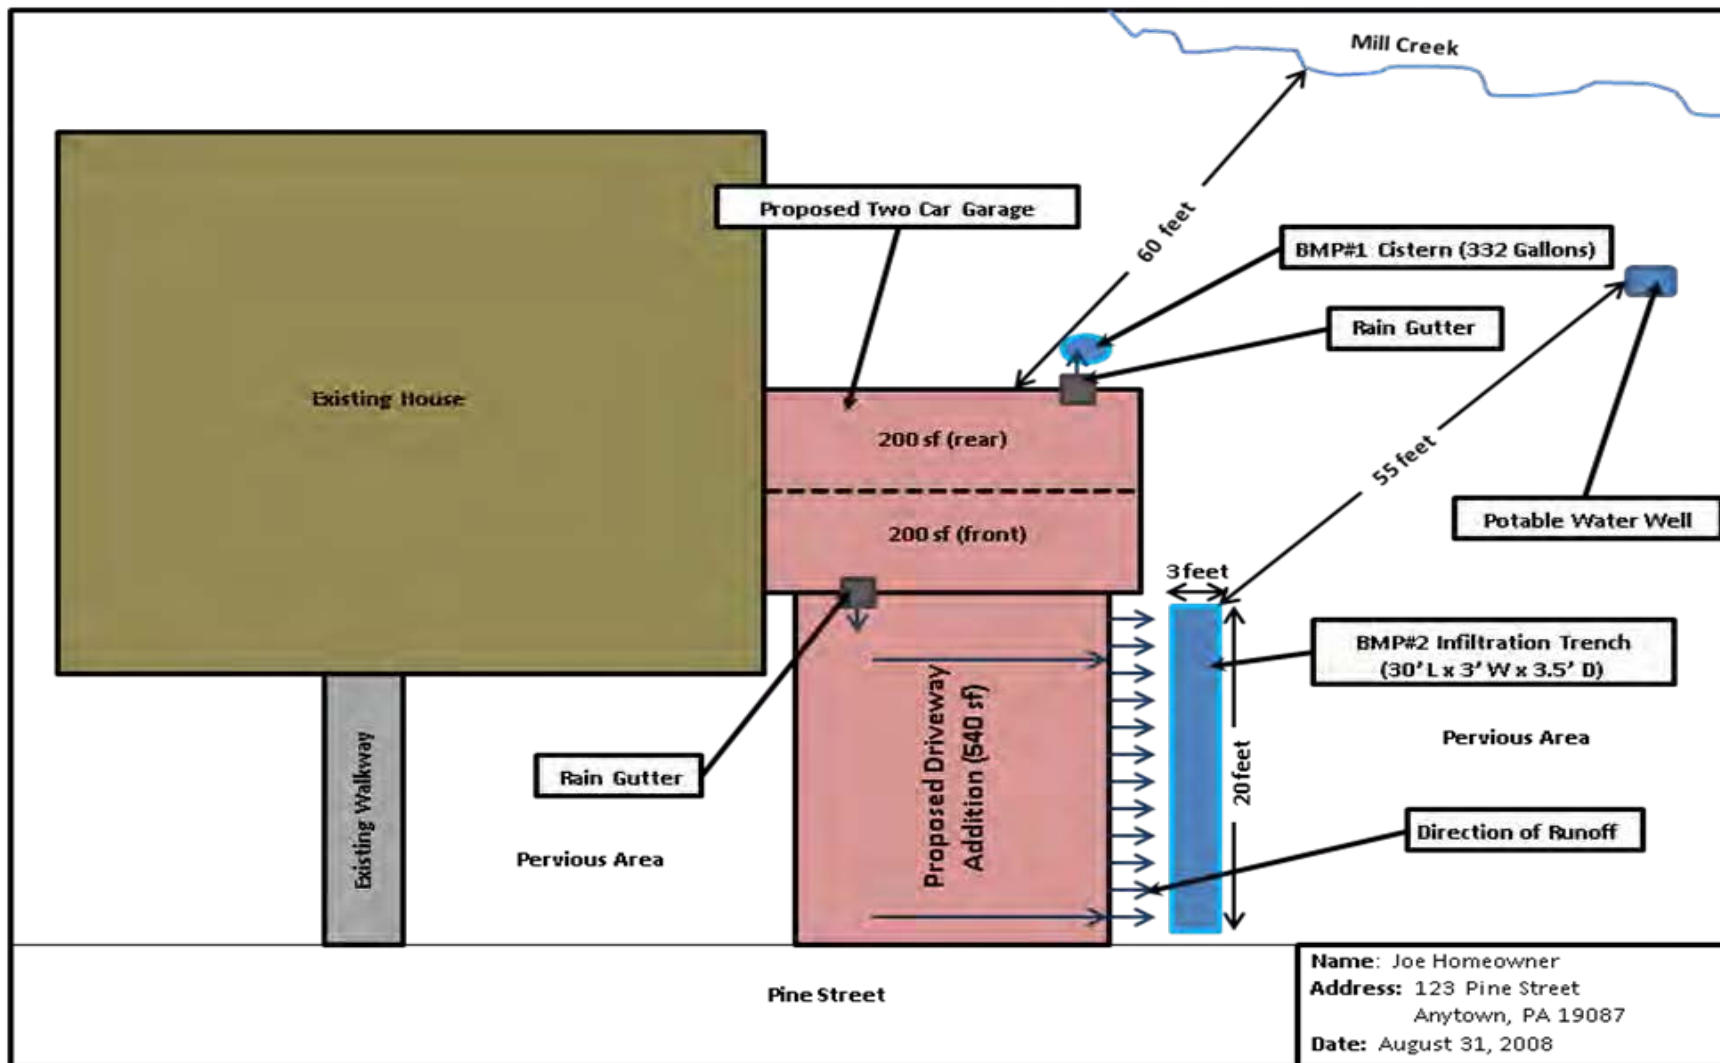 Mill Creek
Proposed Two Car Garage
60 feet
BMP#1 Cistern (332 Gallons)
Rain Gutter
Existing House
200 sf (rear)
55 feet
Potable Water Well
200 sf (front)
3 feet
BMP#2 Infiltration Trench
(30' L x 3' W x 3.5' D)
Proposed Driveway
Addition (540 sf)
Pervious Area
Rain Gutter
20 feet
Existing Walkway
Direction of Runoff
Pervious Area
Pine Street
Name: Joe Homeowner
Address: 123 Pine Street
Anytown, PA 19087
Date: August 31, 2008